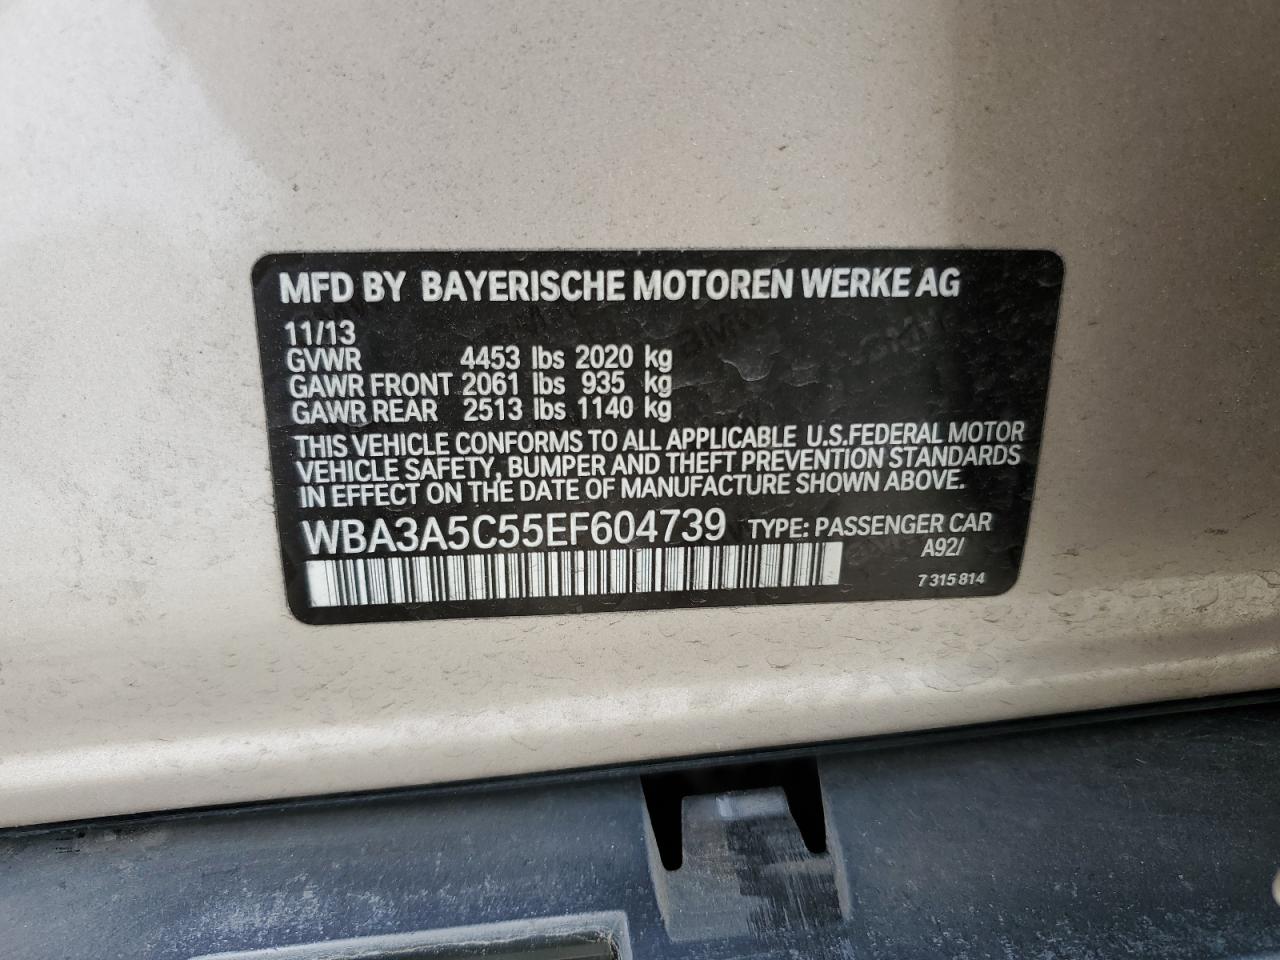 MFD BY BAYERISCHE MOTOREN WERKE AG
11/13
GVWR 4453 lbs 2020 kg
GAWR FRONT 2061 lbs 935 kg
GAWR REAR 2513 lbs 1140 kg
THIS VEHICLE CONFORMS TO ALL APPLICABLE U.S.FEDERAL MOTOR
VEHICLE SAFETY, BUMPER AND THEFT PREVENTION STANDARDS
IN EFFECT ON THE DATE OF MANUFACTURE SHOWN ABOVE.
WBA3A5C55EF604739 TYPE: PASSENGER CAR
A92/
7 315 814